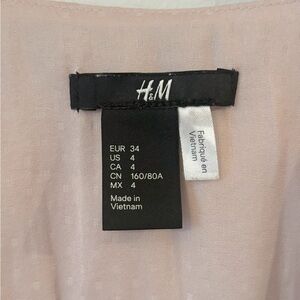 H&M
EUR 34
US 4
CA 4
CN 160/80A
MX 4
Made in
Vietnam
Fabriqué en
Vietnam